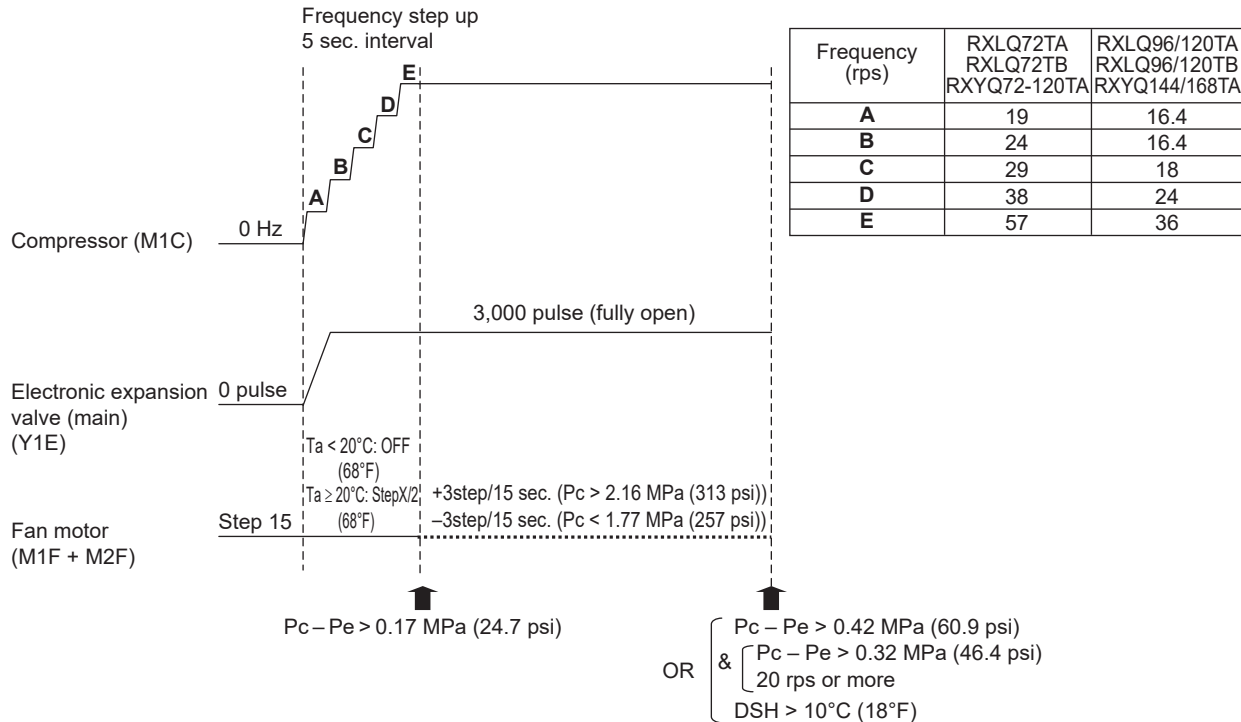 Frequency step up
5 sec. interval
Frequency
(rps)
RXLQ72TA
RXLQ72TB
RXYQ72-120TA
RXLQ96/120TA
RXLQ96/120TB
RXYQ144/168TA
A 19 16.4
B 24 16.4
C 29 18
D 38 24
E 57 36
E
D
C
B
A
Compressor (M1C)
0 Hz
3,000 pulse (fully open)
Electronic expansion
valve (main)
(Y1E)
0 pulse
Ta < 20°C: OFF
(68°F)
Ta ≥ 20°C: StepX/2
(68°F)
+3step/15 sec. (Pc > 2.16 MPa (313 psi))
–3step/15 sec. (Pc < 1.77 MPa (257 psi))
Fan motor
(M1F + M2F)
Step 15
Pc – Pe > 0.17 MPa (24.7 psi)
OR
Pc – Pe > 0.42 MPa (60.9 psi)
&
Pc – Pe > 0.32 MPa (46.4 psi)
20 rps or more
DSH > 10°C (18°F)